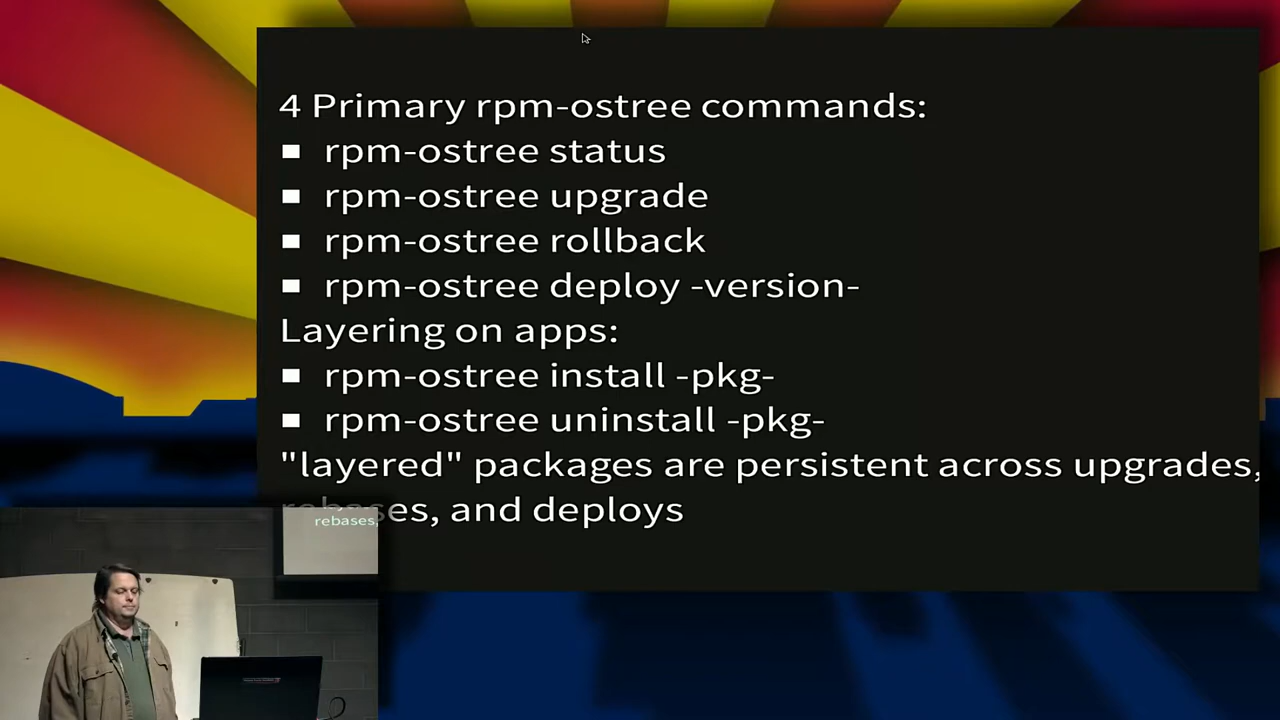 4 Primary rpm-ostree commands:
■ rpm-ostree status
■ rpm-ostree upgrade
■ rpm-ostree rollback
■ rpm-ostree deploy -version-
Layering on apps:
■ rpm-ostree install -pkg-
■ rpm-ostree uninstall -pkg-
"layered" packages are persistent across upgrades,
rebases, and deploys
rebases,